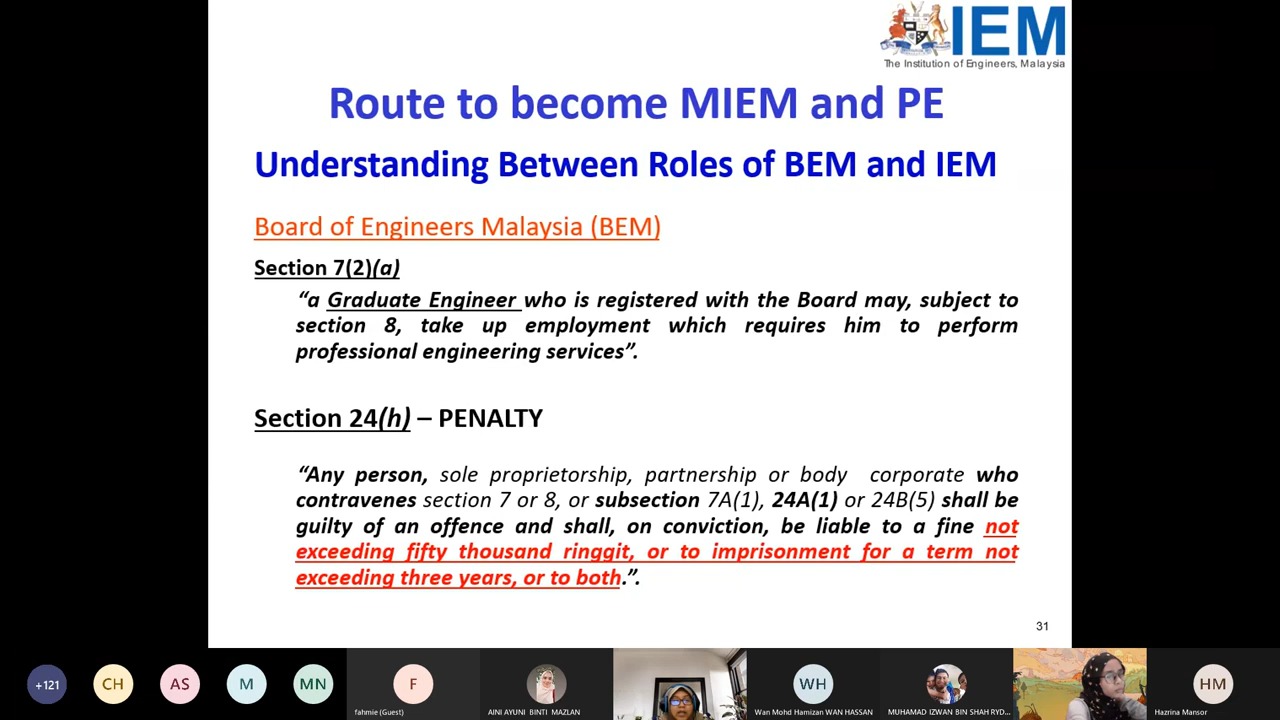 IEM
The Institution of Engineers, Malaysia
Route to become MIEM and PE
Understanding Between Roles of BEM and IEM
Board of Engineers Malaysia (BEM)
Section 7(2)(a)
“a Graduate Engineer who is registered with the Board may, subject to
section 8, take up employment which requires him to perform
professional engineering services”.
Section 24(h) – PENALTY
“Any person, sole proprietorship, partnership or body corporate who
contravenes section 7 or 8, or subsection 7A(1), 24A(1) or 24B(5) shall be
guilty of an offence and shall, on conviction, be liable to a fine not
exceeding fifty thousand ringgit, or to imprisonment for a term not
exceeding three years, or to both.”.
31
+121
CH
AS
M
MN
F
WH
HM
fahmie (Guest)
AINI AYUNI BINTI MAZLAN
Wan Mohd Hamizan WAN HASSAN
MUHAMAD IZWAN BIN SHAH RYD...
Hazrina Mansor